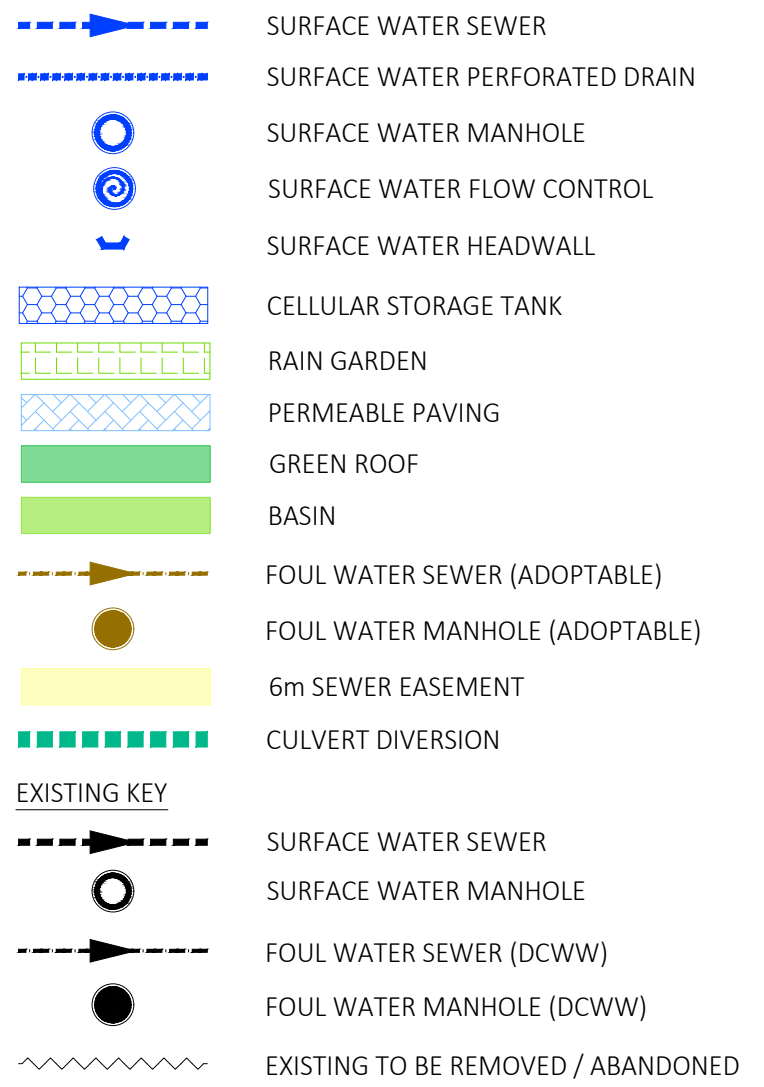 SURFACE WATER SEWER
SURFACE WATER PERFORATED DRAIN
SURFACE WATER MANHOLE
SURFACE WATER FLOW CONTROL
SURFACE WATER HEADWALL
CELLULAR STORAGE TANK
RAIN GARDEN
PERMEABLE PAVING
GREEN ROOF
BASIN
FOUL WATER SEWER (ADOPTABLE)
FOUL WATER MANHOLE (ADOPTABLE)
6m SEWER EASEMENT
CULVERT DIVERSION
EXISTING KEY
SURFACE WATER SEWER
SURFACE WATER MANHOLE
FOUL WATER SEWER (DCWW)
FOUL WATER MANHOLE (DCWW)
EXISTING TO BE REMOVED / ABANDONED